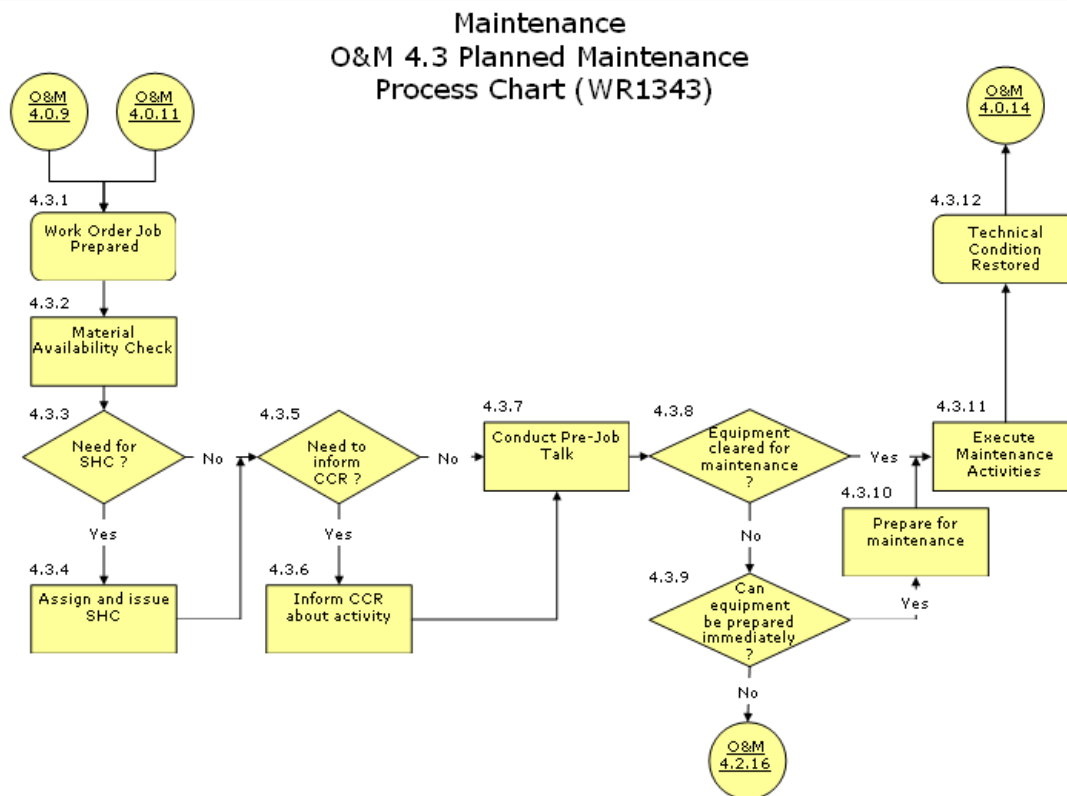 Maintenance
O&M 4.3 Planned Maintenance
Process Chart (WR1343)
O&M
4.0.9
O&M
4.0.11
O&M
4.0.14
4.3.1
Work Order Job
Prepared
4.3.12
Technical
Condition
Restored
4.3.2
Material
Availability Check
4.3.3
Need for
SHC ?
No
Yes
4.3.4
Assign and issue
SHC
4.3.5
Need to
inform
CCR ?
No
Yes
4.3.6
Inform CCR
about activity
4.3.7
Conduct Pre-Job
Talk
4.3.8
Equipment
cleared for
maintenance
?
Yes
No
4.3.9
Can
equipment
be prepared
immediately
?
Yes
No
O&M
4.2.16
4.3.10
Prepare for
maintenance
4.3.11
Execute
Maintenance
Activities